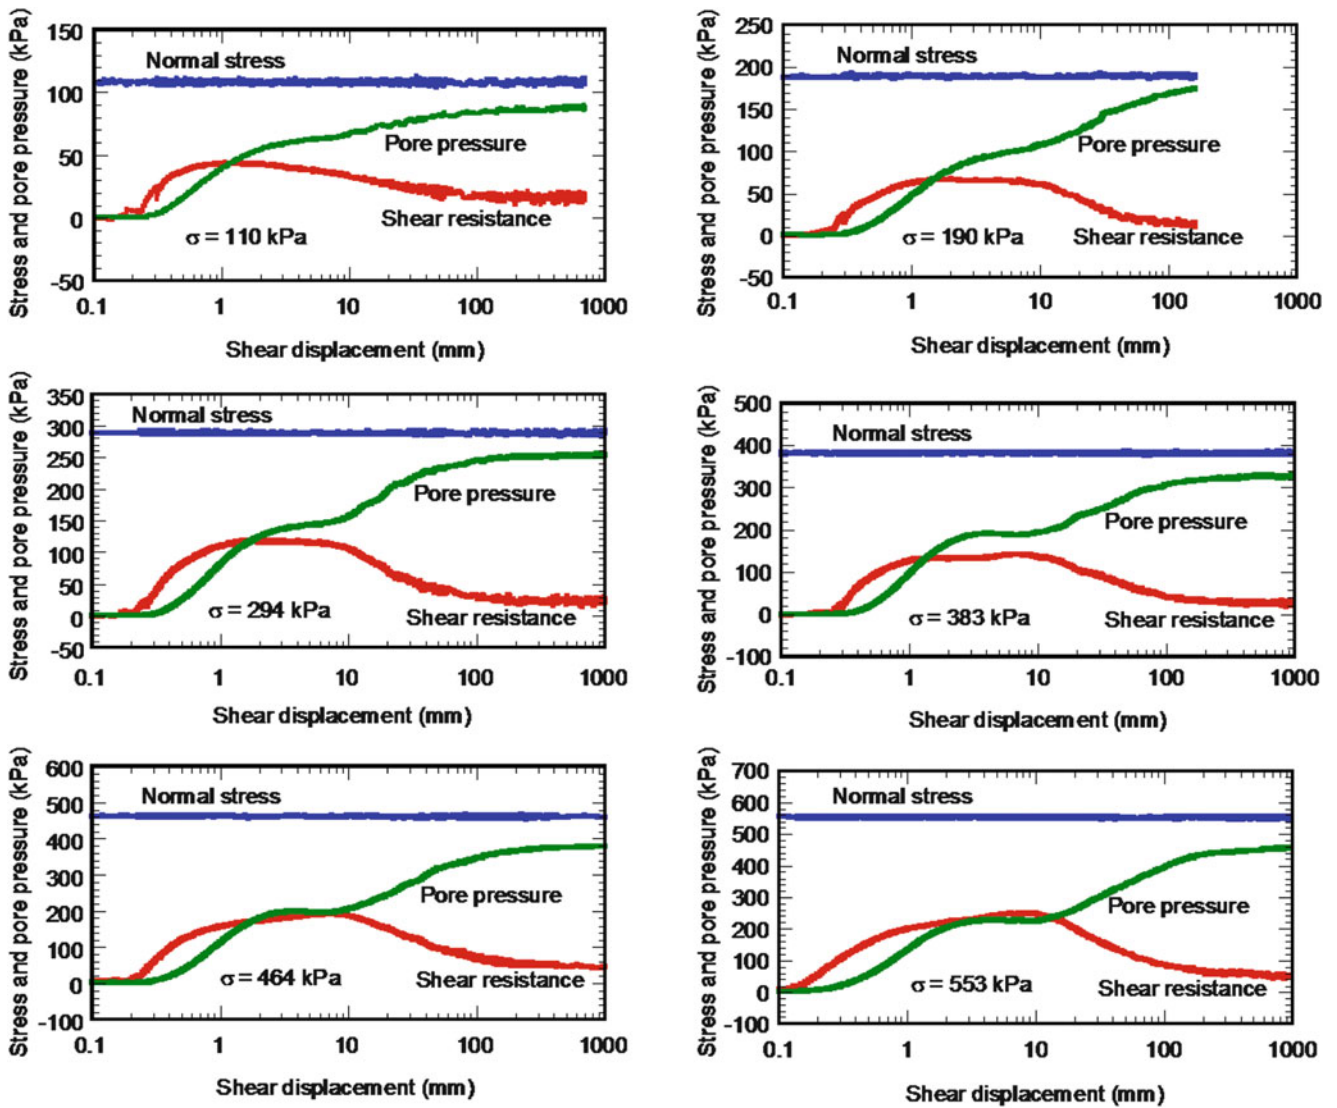 Stress and pore pressure (kPa)
150
100
50
0
-50
Normal stress
Pore pressure
Shear resistance
σ = 110 kPa
0.1
1
10
100
1000
Shear displacement (mm)
Stress and pore pressure (kPa)
250
200
150
100
50
0
-50
Normal stress
Pore pressure
Shear resistance
σ = 190 kPa
0.1
1
10
100
1000
Shear displacement (mm)
Stress and pore pressure (kPa)
350
300
250
200
150
100
50
0
-50
Normal stress
Pore pressure
σ = 294 kPa
Shear resistance
0.1
1
10
100
1000
Shear displacement (mm)
Stress and pore pressure (kPa)
500
400
300
200
100
0
-100
Normal stress
Pore pressure
σ = 383 kPa
Shear resistance
0.1
1
10
100
1000
Shear displacement (mm)
Stress and pore pressure (kPa)
600
500
400
300
200
100
0
-100
Normal stress
Pore pressure
σ = 464 kPa
Shear resistance
0.1
1
10
100
1000
Shear displacement (mm)
Stress and pore pressure (kPa)
700
600
500
400
300
200
100
0
-100
Normal stress
Pore pressure
σ = 553 kPa
Shear resistance
0.1
1
10
100
1000
Shear displacement (mm)